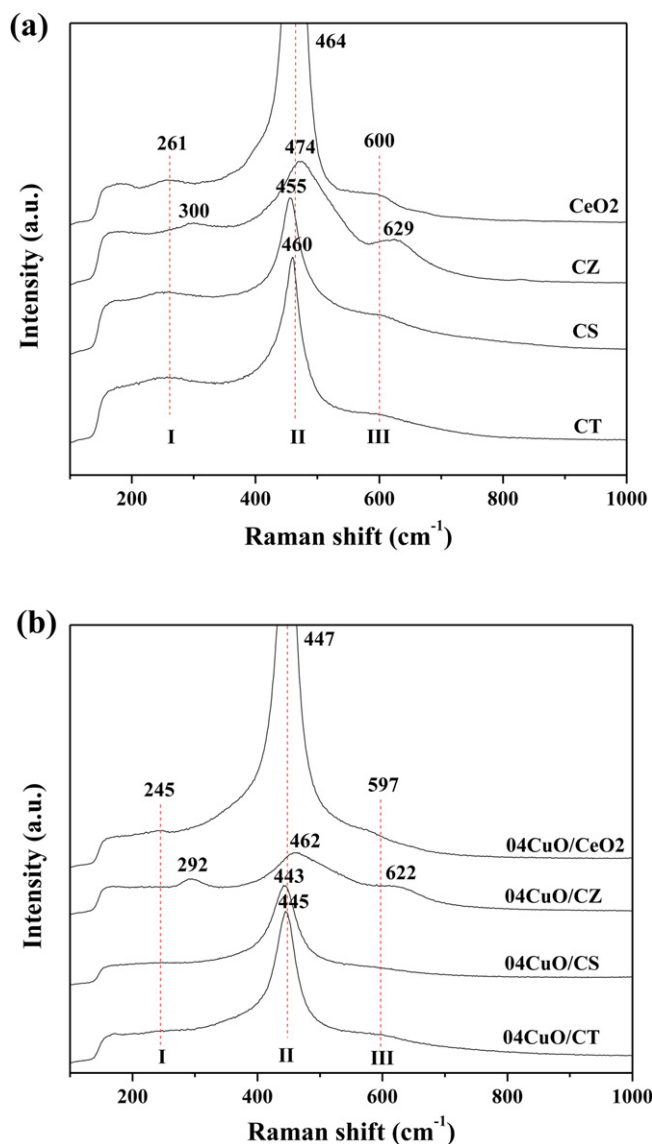 (a)
464
261
474
600
455
300
629
460
CeO2
CZ
CS
CT
I II III
Intensity (a.u.)
200 400 600 800 1000
Raman shift (cm⁻¹)
(b)
447
245
597
462
292
443
622
445
04CuO/CeO2
04CuO/CZ
04CuO/CS
04CuO/CT
I II III
Intensity (a.u.)
200 400 600 800 1000
Raman shift (cm⁻¹)